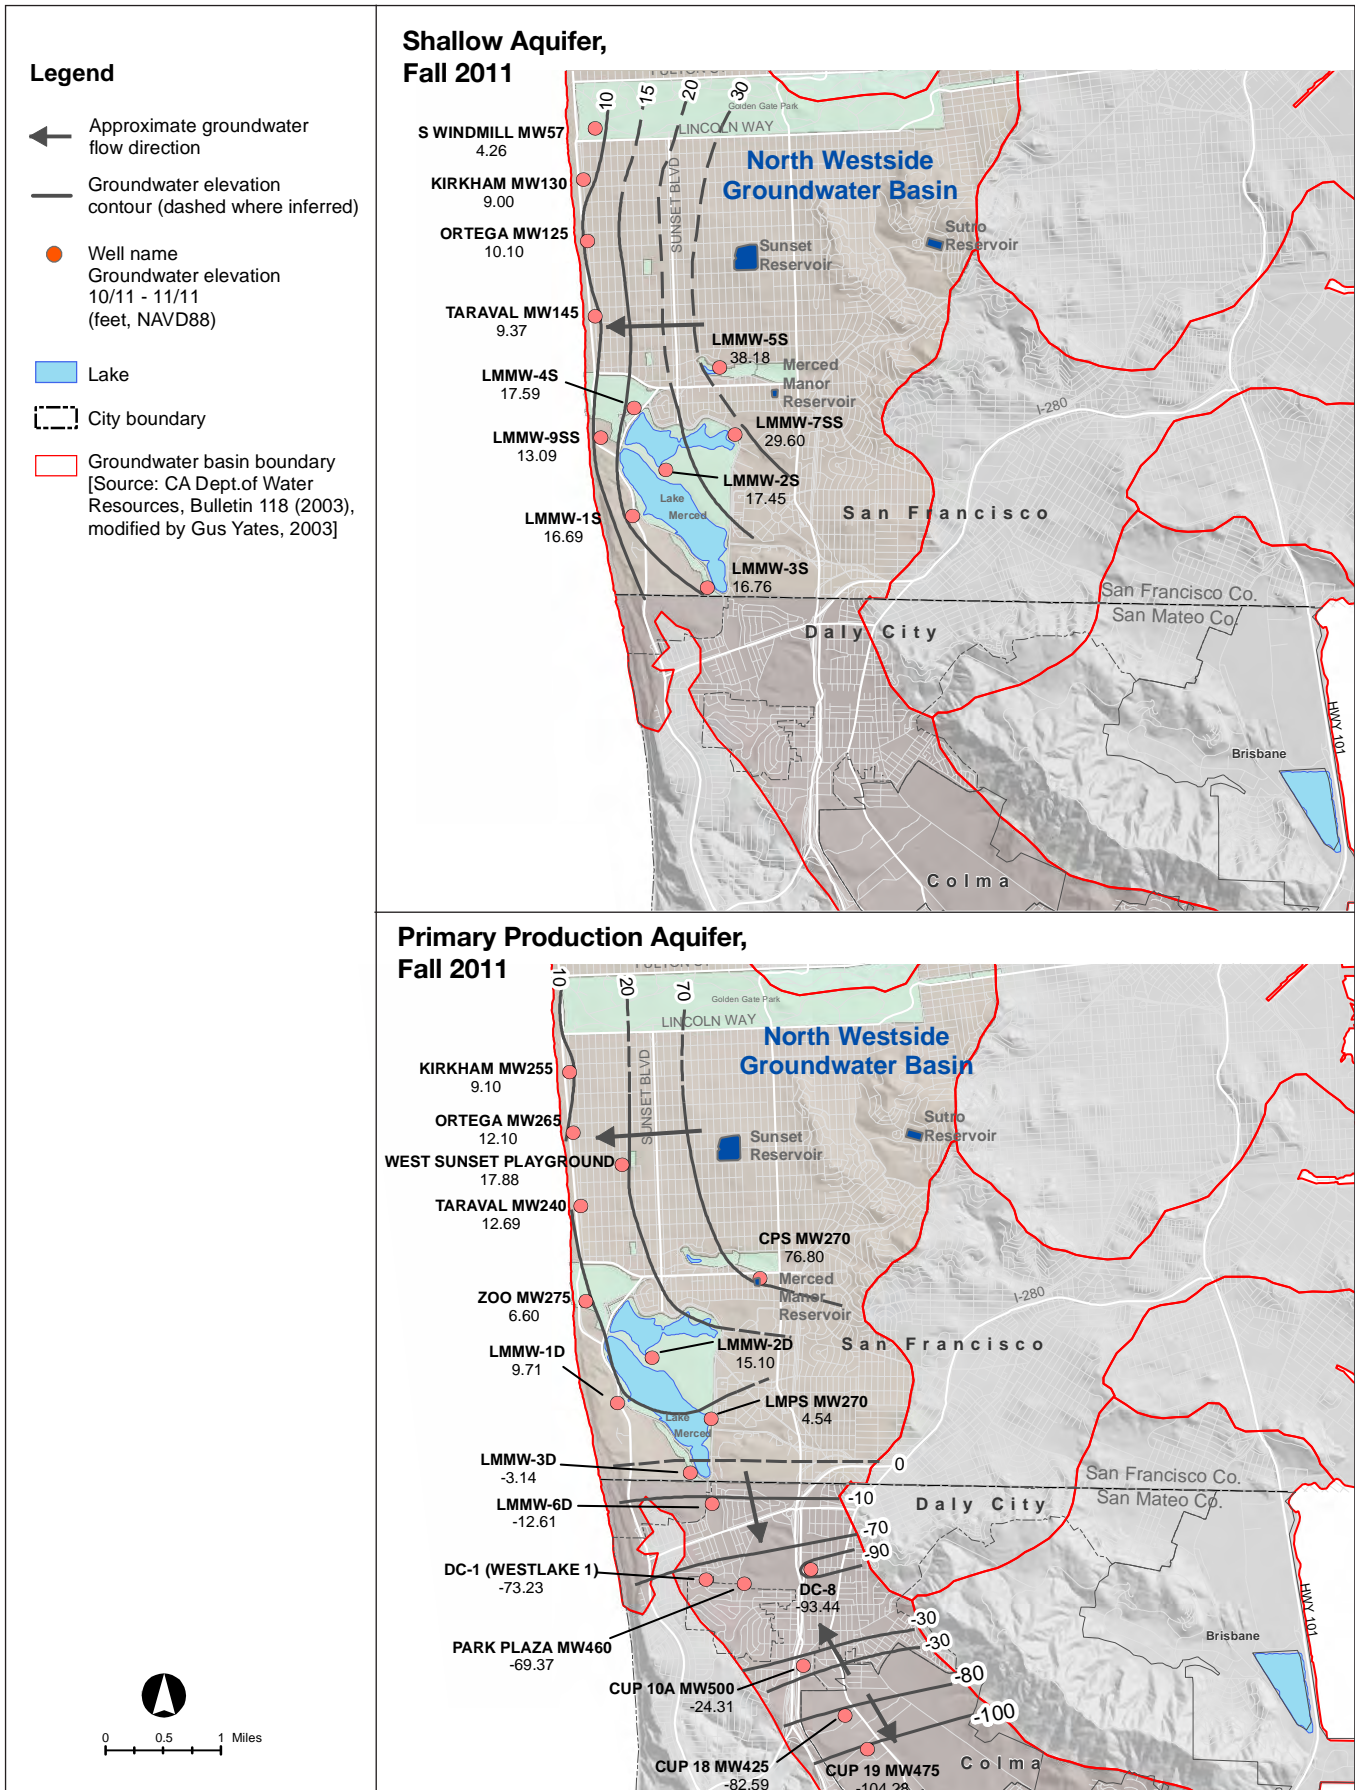 Legend
Approximate groundwater
flow direction
Groundwater elevation
contour (dashed where inferred)
Well name
Groundwater elevation
10/11 - 11/11
(feet, NAVD88)
Lake
City boundary
Groundwater basin boundary
[Source: CA Dept.of Water
Resources, Bulletin 118 (2003),
modified by Gus Yates, 2003]
0 0.5 1 Miles
Shallow Aquifer,
Fall 2011
10
15
20
30
Golden Gate Park
LINCOLN WAY
SUNSET BLVD
North Westside
Groundwater Basin
S WINDMILL MW57
4.26
KIRKHAM MW130
9.00
ORTEGA MW125
10.10
Sunset
Reservoir
Sutro
Reservoir
TARAVAL MW145
9.37
LMMW-5S
38.18
Merced
Manor
Reservoir
LMMW-4S
17.59
I-280
LMMW-7SS
29.60
LMMW-9SS
13.09
LMMW-2S
17.45
Lake
Merced
LMMW-1S
16.69
San Francisco
LMMW-3S
16.76
San Francisco Co.
San Mateo Co.
Daly City
HWY 101
Brisbane
Colma
Primary Production Aquifer,
Fall 2011
10
20
70
Golden Gate Park
LINCOLN WAY
SUNSET BLVD
North Westside
Groundwater Basin
KIRKHAM MW255
9.10
ORTEGA MW265
12.10
Sunset
Reservoir
Sutro
Reservoir
WEST SUNSET PLAYGROUND
17.88
TARAVAL MW240
12.69
CPS MW270
76.80
Merced
Manor
Reservoir
ZOO MW275
6.60
I-280
San Francisco
LMMW-2D
15.10
LMMW-1D
9.71
LMPS MW270
4.54
Lake
Merced
LMMW-3D
-3.14
0
San Francisco Co.
San Mateo Co.
LMMW-6D
-12.61
-10
Daly City
-70
-90
DC-1 (WESTLAKE 1)
-73.23
DC-8
-93.44
HWY 101
-30
-30
Brisbane
PARK PLAZA MW460
-69.37
-80
CUP 10A MW500
-24.31
-100
CUP 18 MW425
-82.59
CUP 19 MW475
-104.28
Colma